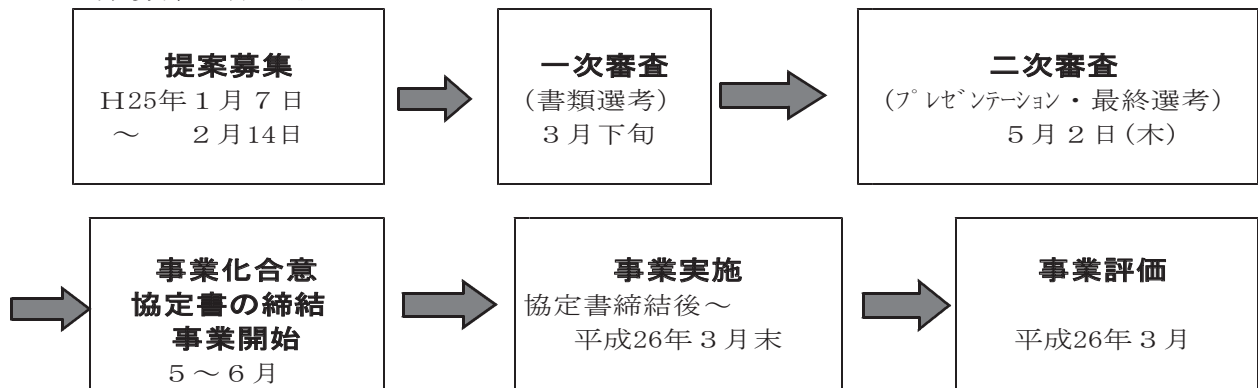 提案募集
H25年１月７日
～　２月14日
一次審査
(書類選考)
３月下旬
二次審査
(ﾌﾟﾚｾﾞﾝﾃｰｼｮﾝ・最終選考)
５月２日(木)
事業化合意
協定書の締結
事業開始
５～６月
事業実施
協定書締結後～
平成26年３月末
事業評価
平成26年３月